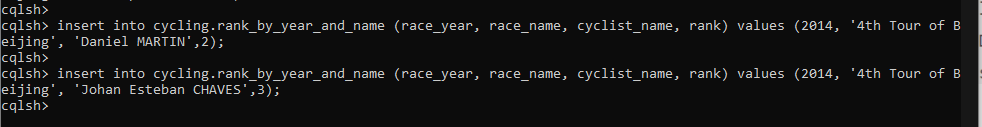 cqlsh>
cqlsh> insert into cycling.rank_by_year_and_name (race_year, race_name, cyclist_name, rank) values (2014, '4th Tour of B
eijing', 'Daniel MARTIN',2);
cqlsh>
cqlsh> insert into cycling.rank_by_year_and_name (race_year, race_name, cyclist_name, rank) values (2014, '4th Tour of B
eijing', 'Johan Esteban CHAVES',3);
cqlsh>